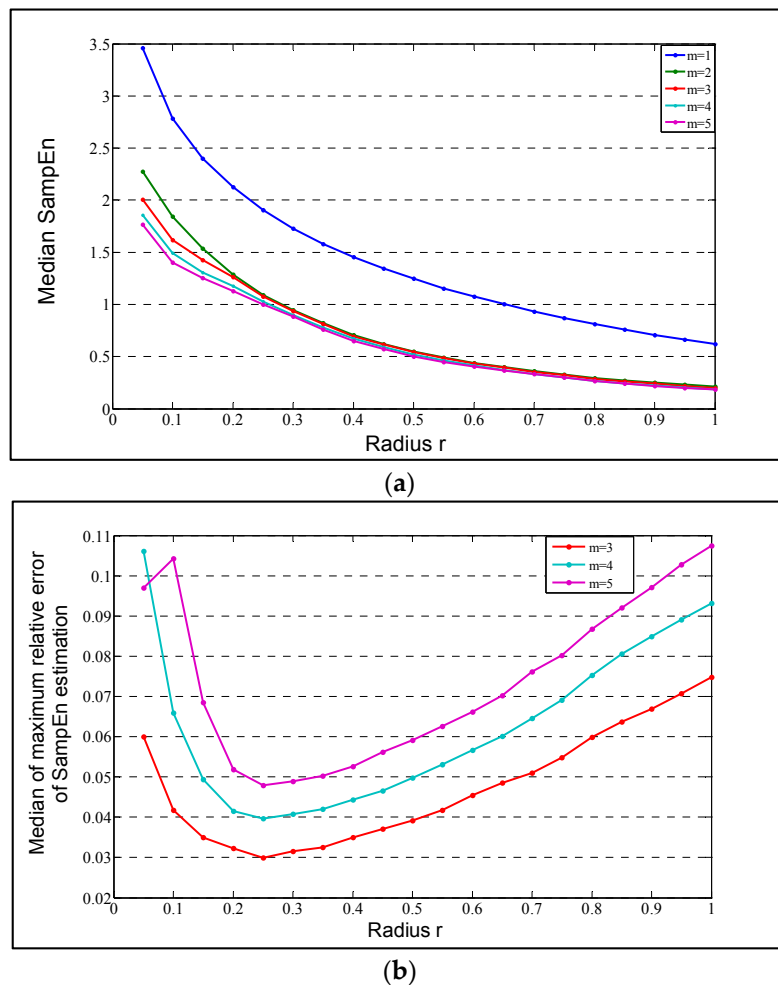 3.5
3
2.5
2
1.5
1
0.5
0
Median SampEn
m=1
m=2
m=3
m=4
m=5
0 0.1 0.2 0.3 0.4 0.5 0.6 0.7 0.8 0.9 1
Radius r
(a)
0.11
0.1
0.09
0.08
0.07
0.06
0.05
0.04
0.03
0.02
Median of maximum relative error
of SampEn estimation
m=3
m=4
m=5
0 0.1 0.2 0.3 0.4 0.5 0.6 0.7 0.8 0.9 1
Radius r
(b)